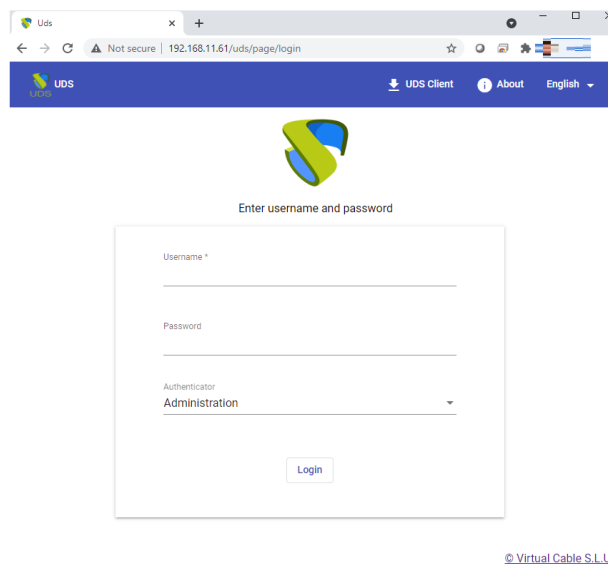 Uds
Not secure | 192.168.11.61/uds/page/login
UDS
UDS
UDS Client
About
English
Enter username and password
Username *
Password
Authenticator
Administration
Login
© Virtual Cable S.L.U